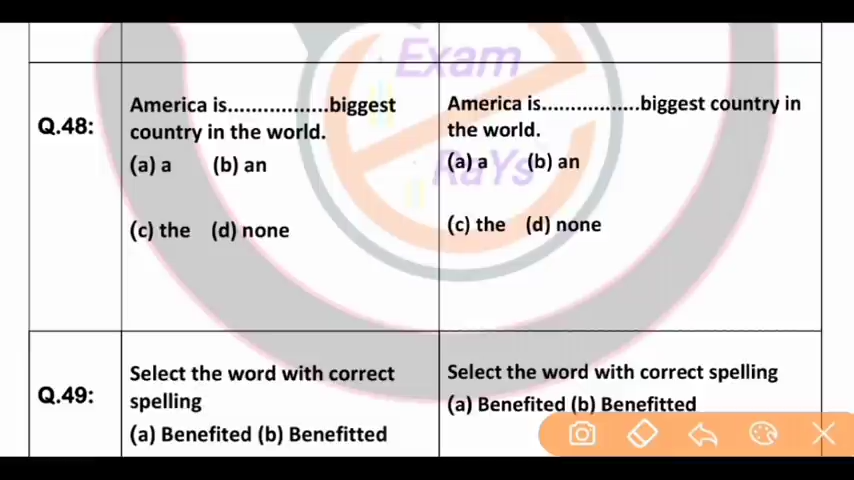 Exam
RaYs
Q.48:
America is.................biggest
country in the world.
(a) a (b) an
(c) the (d) none
America is.................biggest country in
the world.
(a) a (b) an
(c) the (d) none
Q.49:
Select the word with correct
spelling
(a) Benefited (b) Benefitted
Select the word with correct spelling
(a) Benefited (b) Benefitted